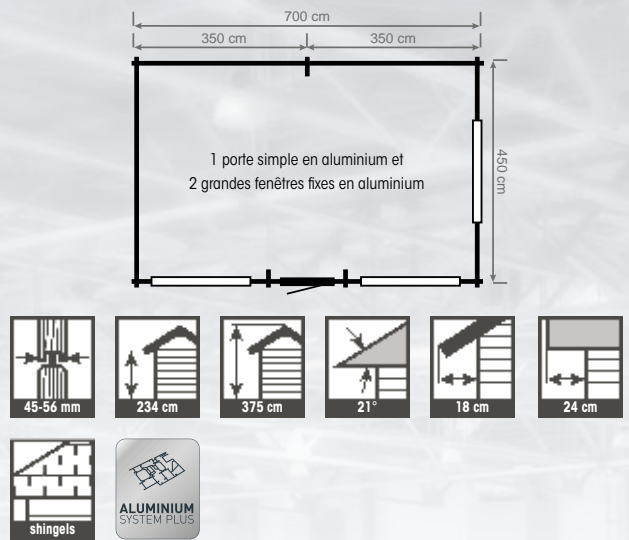 700 cm
350 cm 350 cm
450 cm
1 porte simple en aluminium et
2 grandes fenêtres fixes en aluminium
45-56 mm 234 cm 375 cm 21° 18 cm 24 cm
shingels
ALUMINIUM
SYSTEM PLUS